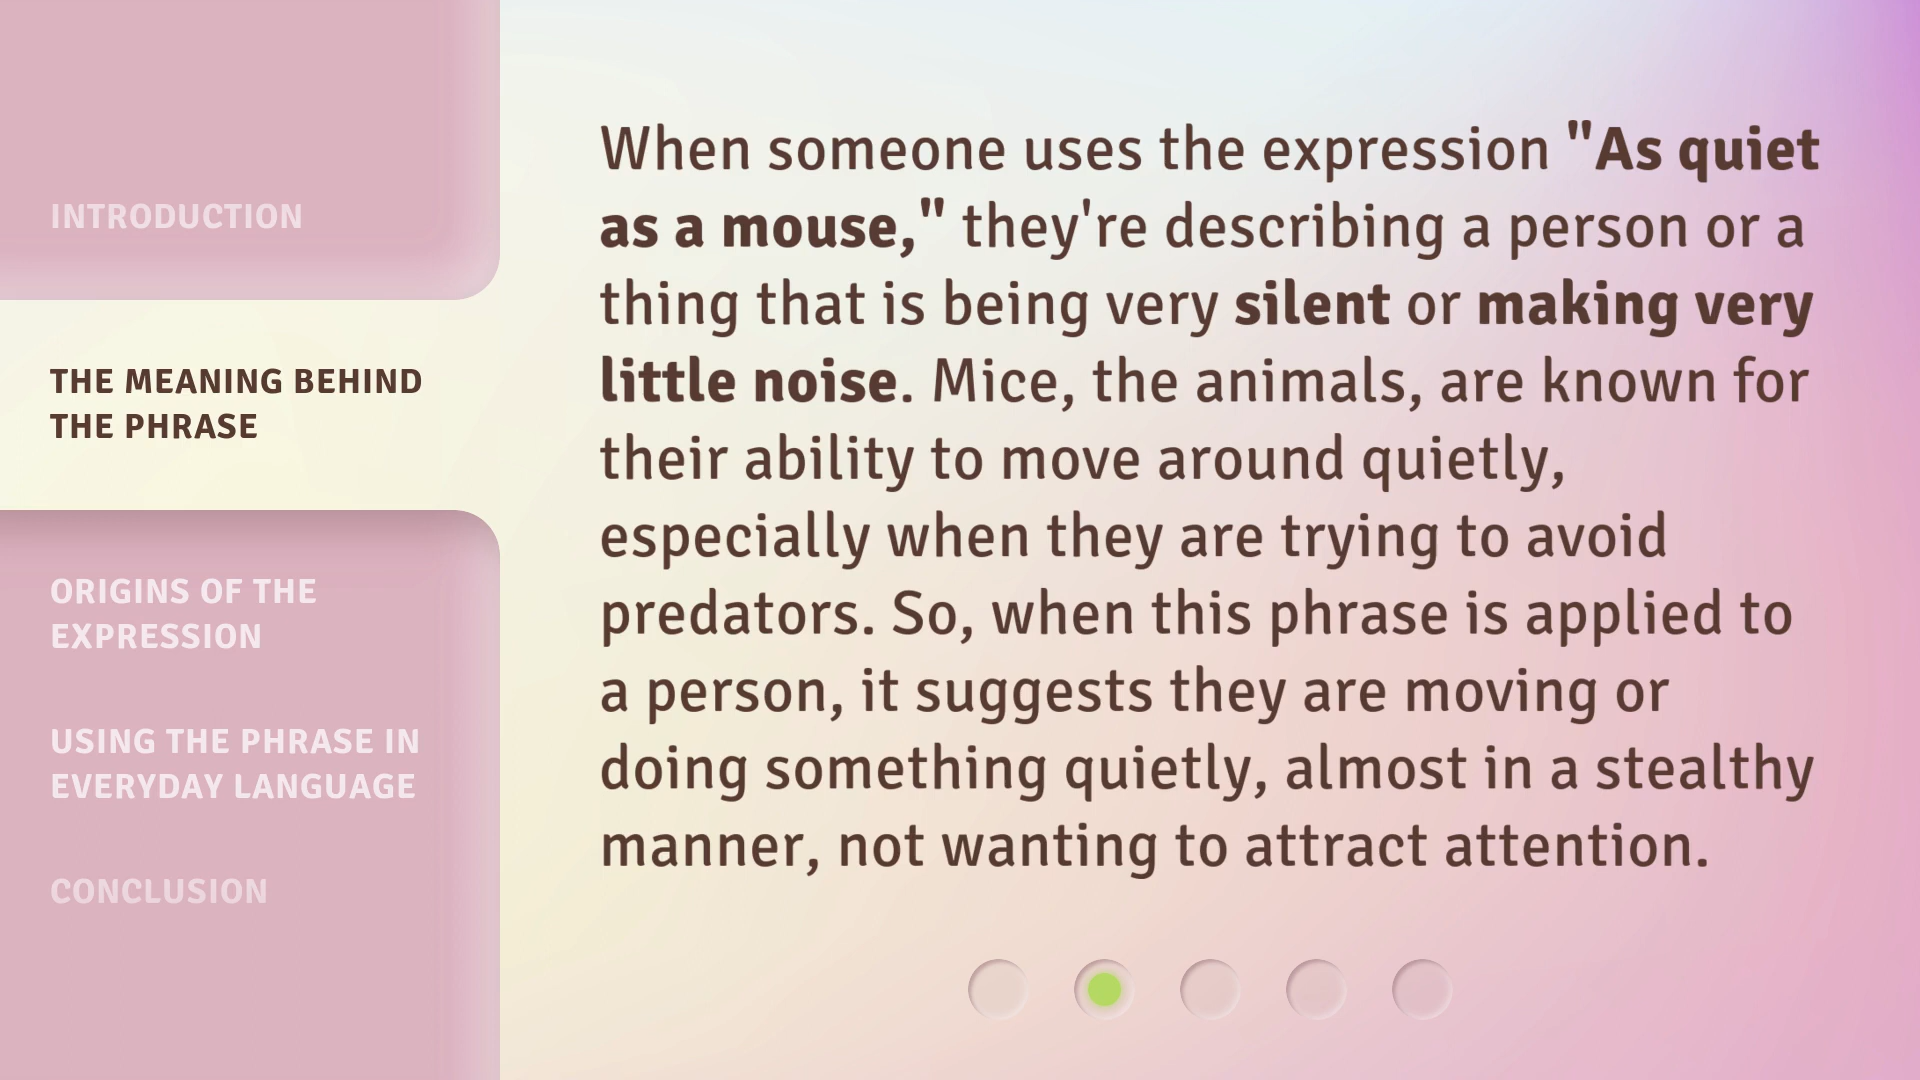 INTRODUCTION
THE MEANING BEHIND
THE PHRASE
ORIGINS OF THE
EXPRESSION
USING THE PHRASE IN
EVERYDAY LANGUAGE
CONCLUSION
When someone uses the expression "As quiet
as a mouse," they're describing a person or a
thing that is being very silent or making very
little noise. Mice, the animals, are known for
their ability to move around quietly,
especially when they are trying to avoid
predators. So, when this phrase is applied to
a person, it suggests they are moving or
doing something quietly, almost in a stealthy
manner, not wanting to attract attention.